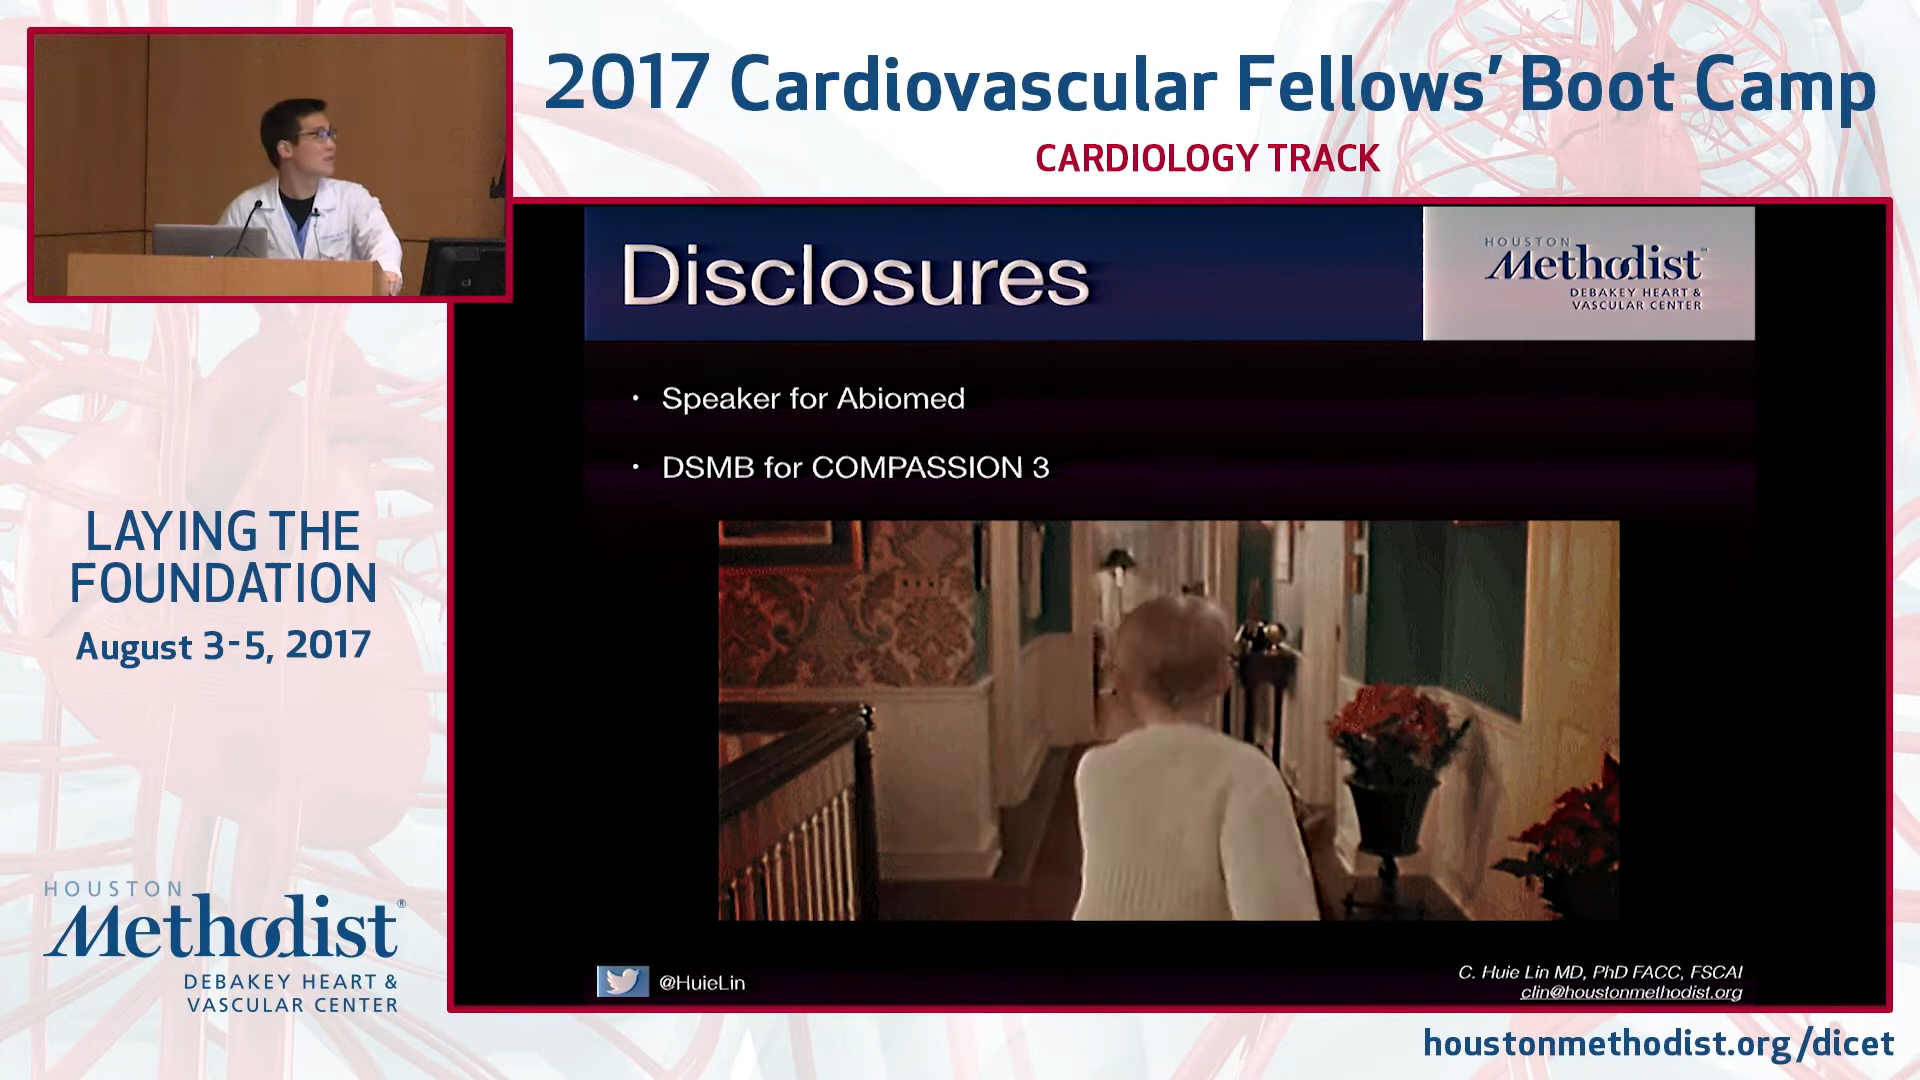 2017 Cardiovascular Fellows’ Boot Camp
CARDIOLOGY TRACK
Disclosures
HOUSTON
Methodist
DEBAKEY HEART &
VASCULAR CENTER
• Speaker for Abiomed
• DSMB for COMPASSION 3
LAYING THE
FOUNDATION
August 3-5, 2017
HOUSTON
Methodist®
DEBAKEY HEART &
VASCULAR CENTER
@HuieLin
C. Huie Lin MD, PhD FACC, FSCAI
clin@houstonmethodist.org
houstonmethodist.org/dicet